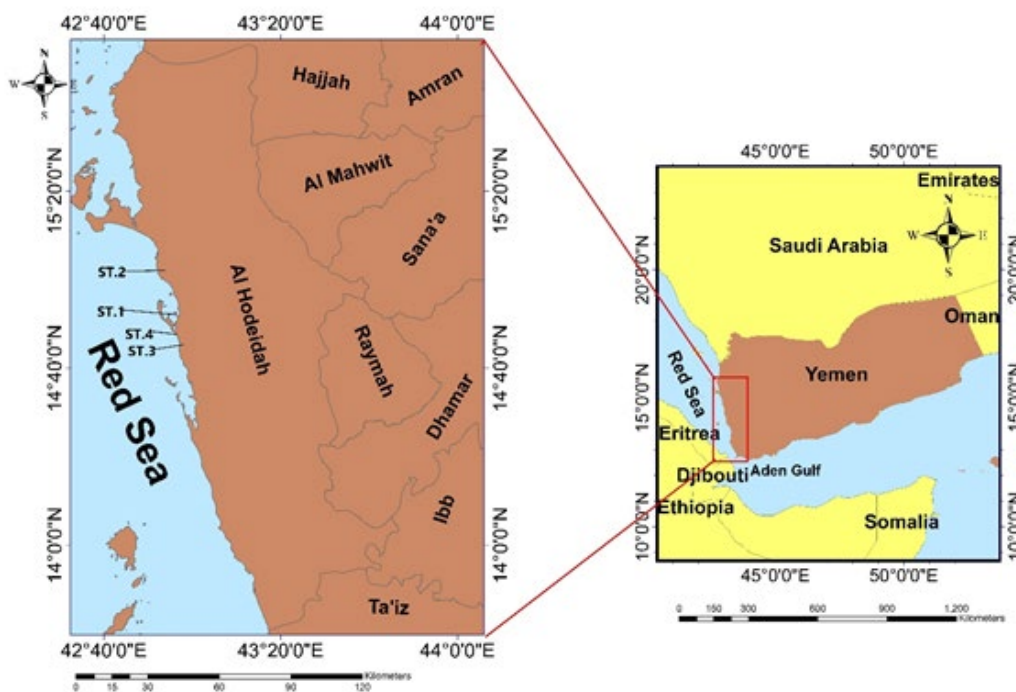 42°40'0"E 43°20'0"E 44°0'0"E
N
W E
S
Hajjah
Amran
Al Mahwit
Sana'a
Al Hodeidah
Raymah
Dhamar
Ibb
Ta'iz
ST.2
ST.1
ST.4
ST.3
Red Sea
15°20'0"N
14°40'0"N
14°0'0"N
15°20'0"N
14°40'0"N
14°0'0"N
42°40'0"E 43°20'0"E 44°0'0"E
Kilometers
0 15 30 60 90 120
45°0'0"E 50°0'0"E
Emirates
N
W E
S
Saudi Arabia
Oman
Yemen
Red Sea
Eritrea
Djibouti
Aden Gulf
Ethiopia
Somalia
20°0'0"N
15°0'0"N
10°0'0"N
20°0'0"N
15°0'0"N
10°0'0"N
45°0'0"E 50°0'0"E
0 150 300 600 900 1,200
Kilometers